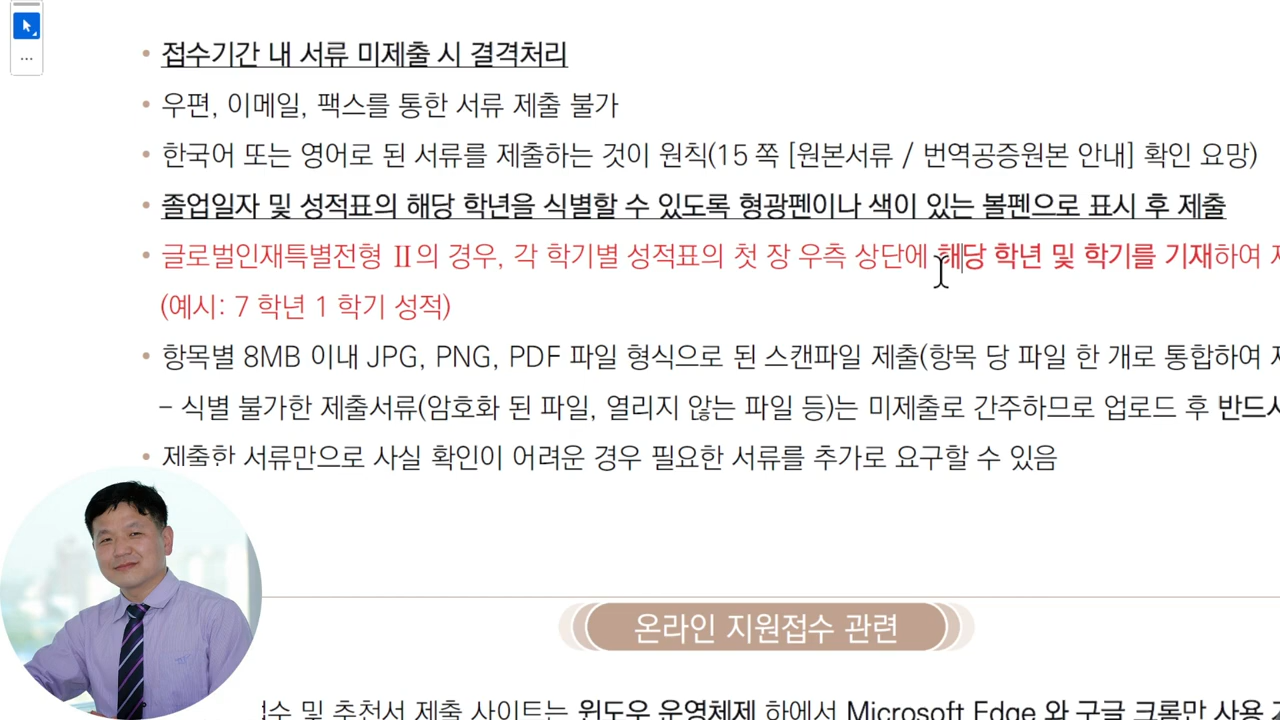 접수기간 내 서류 미제출 시 결격처리
우편, 이메일, 팩스를 통한 서류 제출 불가
한국어 또는 영어로 된 서류를 제출하는 것이 원칙(15 쪽 [원본서류 / 번역공증원본 안내] 확인 요망)
졸업일자 및 성적표의 해당 학년을 식별할 수 있도록 형광펜이나 색이 있는 볼펜으로 표시 후 제출
글로벌인재특별전형 Ⅱ의 경우, 각 학기별 성적표의 첫 장 우측 상단에 해당 학년 및 학기를 기재하여
(예시: 7 학년 1 학기 성적)
항목별 8MB 이내 JPG, PNG, PDF 파일 형식으로 된 스캔파일 제출(항목 당 파일 한 개로 통합하여
– 식별 불가한 제출서류(암호화 된 파일, 열리지 않는 파일 등)는 미제출로 간주하므로 업로드 후
제출한 서류만으로 사실 확인이 어려운 경우 필요한 서류를 추가로 요구할 수 있음
온라인 지원접수 관련
및 추천서 제출 사이트는 윈도우 운영체제 하에서 Microsoft Edge 와 구글 크롬만 사용